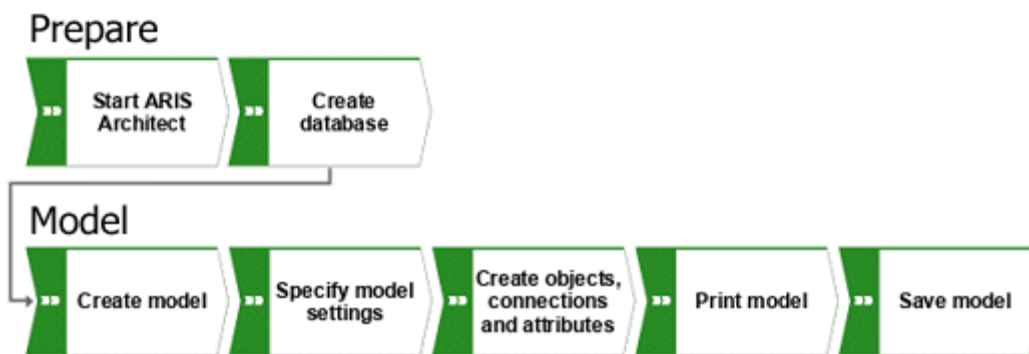 Prepare
Start ARIS
Architect
Create
database
Model
Create model
Specify model
settings
Create objects,
connections
and attributes
Print model
Save model